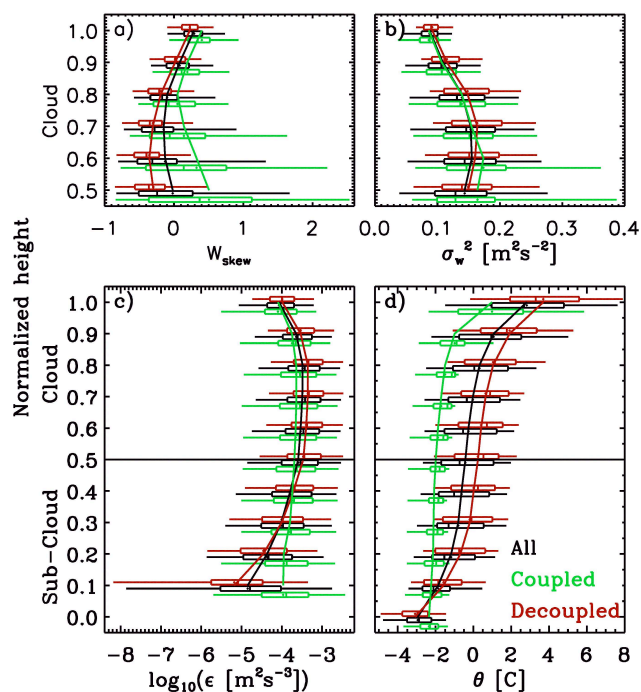 a)
b)
1.0
0.9
0.8
0.7
0.6
0.5
Cloud
−1 0 1 2
W_skew
0.0 0.1 0.2 0.3 0.4
σ_w² [m²s⁻²]
Normalized height
c)
d)
1.0
0.9
0.8
0.7
0.6
0.5
0.4
0.3
0.2
0.1
0.0
Cloud
Sub−Cloud
All
Coupled
Decoupled
−8 −7 −6 −5 −4 −3 −2
log₁₀(ε [m²s⁻³])
−4 −2 0 2 4 6 8
θ [C]